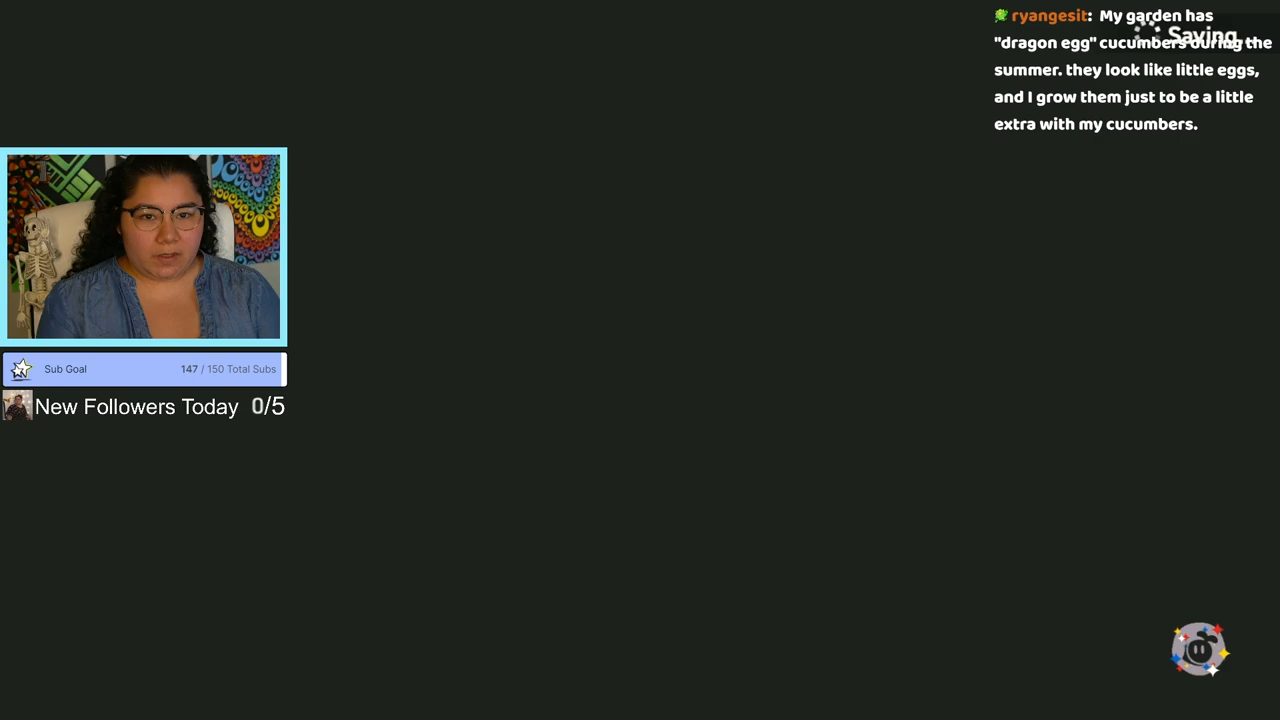 ryangesit: My garden has
"dragon egg" cucumbers during the
summer. they look like little eggs,
and I grow them just to be a little
extra with my cucumbers.
Saving...
Sub Goal 147 / 150 Total Subs
New Followers Today 0/5